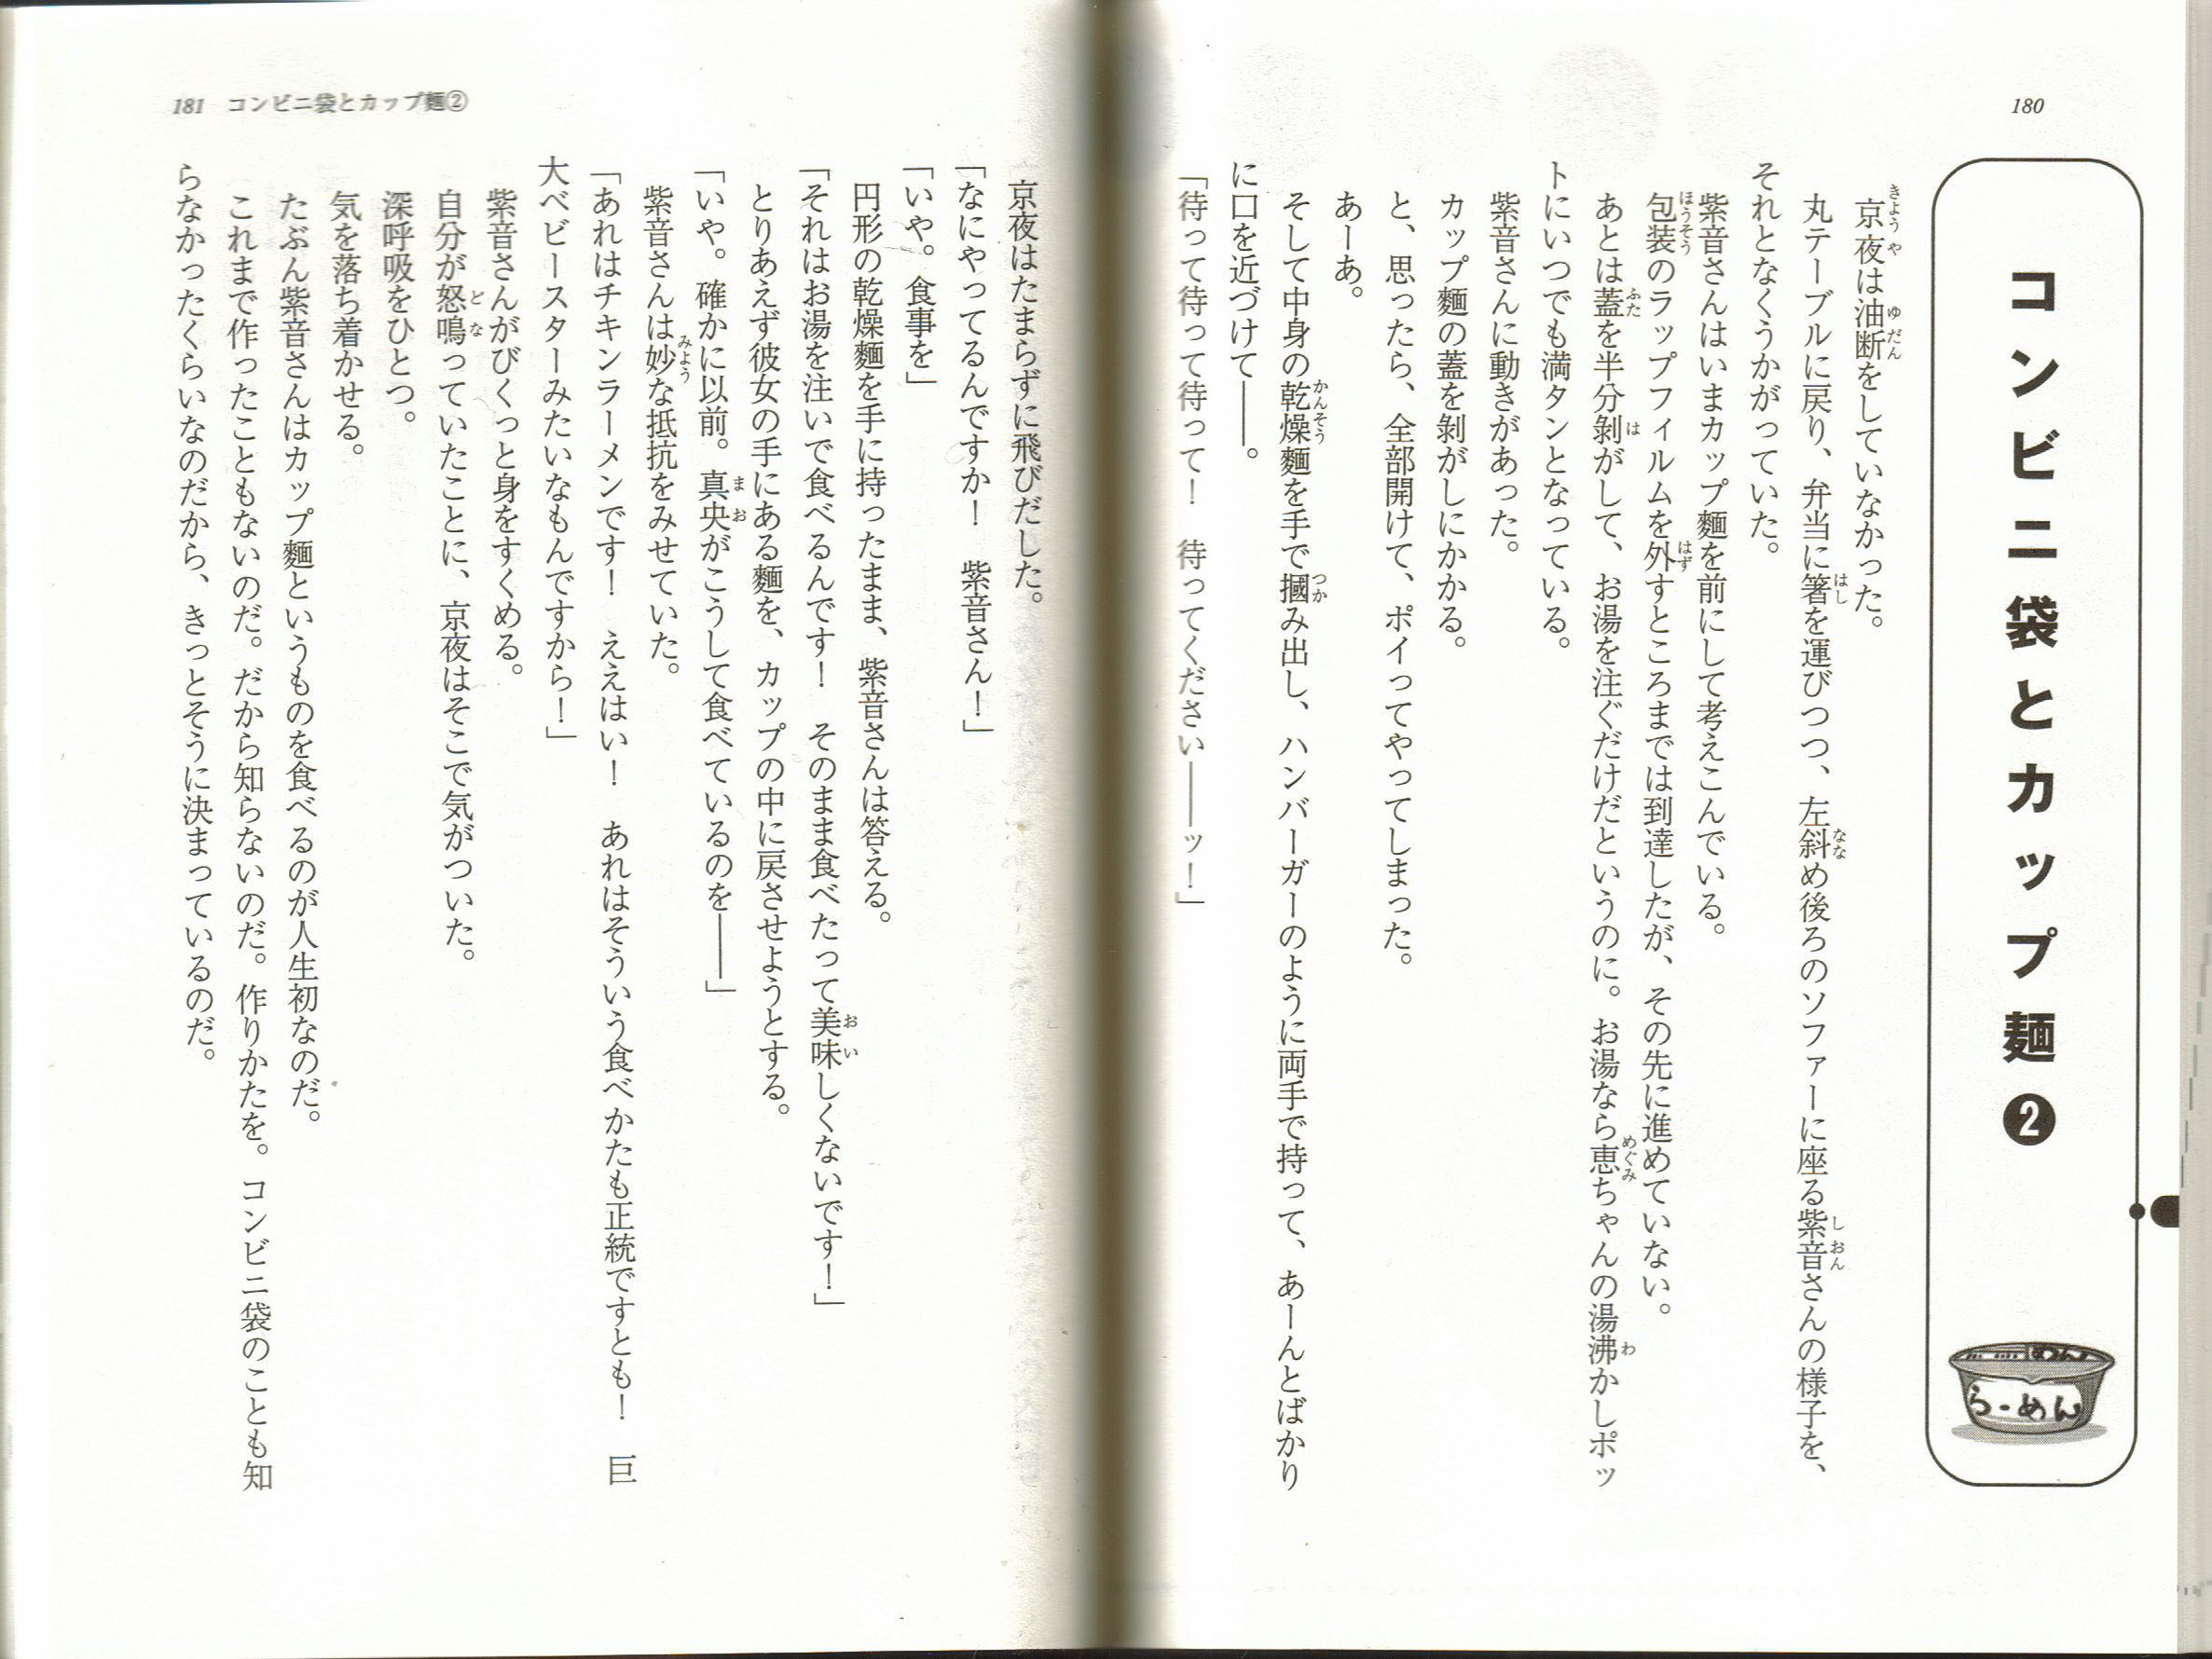 180
コンビニ袋とカップ麺❷
らーめん
京夜は油断をしていなかった。
丸テーブルに戻り、弁当に箸を運びつつ、左斜め後ろのソファーに座る紫音さんの様子を、
それとなくうかがっていた。
紫音さんはいまカップ麺を前にして考えこんでいる。
包装のラップフィルムを外すところまでは到達したが、その先に進めていない。
あとは蓋を半分剝がして、お湯を注ぐだけだというのに。お湯なら恵ちゃんの湯沸かしポッ
トにいつでも満タンとなっている。
紫音さんに動きがあった。
カップ麺の蓋を剝がしにかかる。
と、思ったら、全部開けて、ポイってやってしまった。
あーあ。
そして中身の乾燥麺を手で摑み出し、ハンバーガーのように両手で持って、あーんとばかり
に口を近づけて――。
「待って待って待って！　待ってください――ッ！」
京夜はたまらずに飛びだした。
「なにやってるんですか！　紫音さん！」
「いや。食事を」
円形の乾燥麺を手に持ったまま、紫音さんは答える。
「それはお湯を注いで食べるんです！　そのまま食べたって美味しくないです！」
とりあえず彼女の手にある麺を、カップの中に戻させようとする。
「いや。確かに以前。真央がこうして食べているのを――」
紫音さんは妙な抵抗をみせていた。
「あれはチキンラーメンです！　ええはい！　あれはそういう食べかたも正統ですとも！　巨
大ベビースターみたいなもんですから！」
紫音さんがびくっと身をすくめる。
自分が怒鳴っていたことに、京夜はそこで気がついた。
深呼吸をひとつ。
気を落ち着かせる。
たぶん紫音さんはカップ麺というものを食べるのが人生初なのだ。
これまで作ったこともないのだ。だから知らないのだ。作りかたを。コンビニ袋のことも知
らなかったくらいなのだから、きっとそうに決まっているのだ。
181 コンビニ袋とカップ麺②